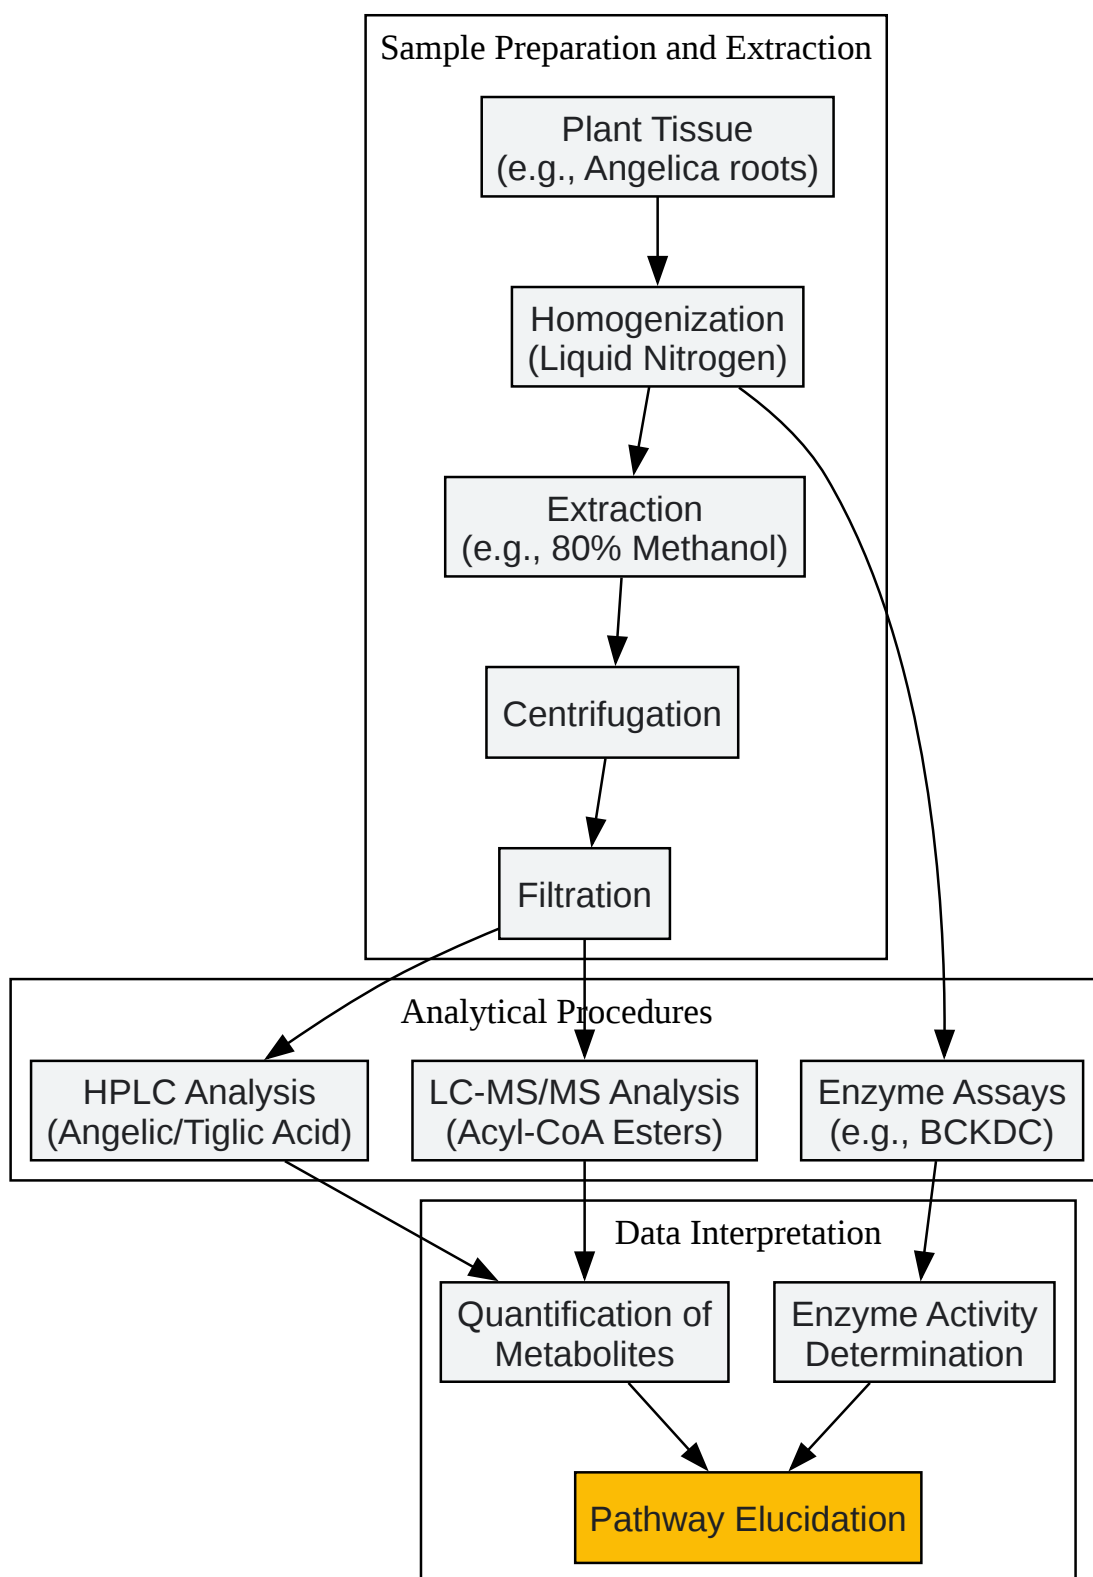 Sample Preparation and Extraction
Plant Tissue
(e.g., Angelica roots)
Homogenization
(Liquid Nitrogen)
Extraction
(e.g., 80% Methanol)
Centrifugation
Filtration
Analytical Procedures
HPLC Analysis
(Angelic/Tiglic Acid)
LC-MS/MS Analysis
(Acyl-CoA Esters)
Enzyme Assays
(e.g., BCKDC)
Data Interpretation
Quantification of
Metabolites
Enzyme Activity
Determination
Pathway Elucidation